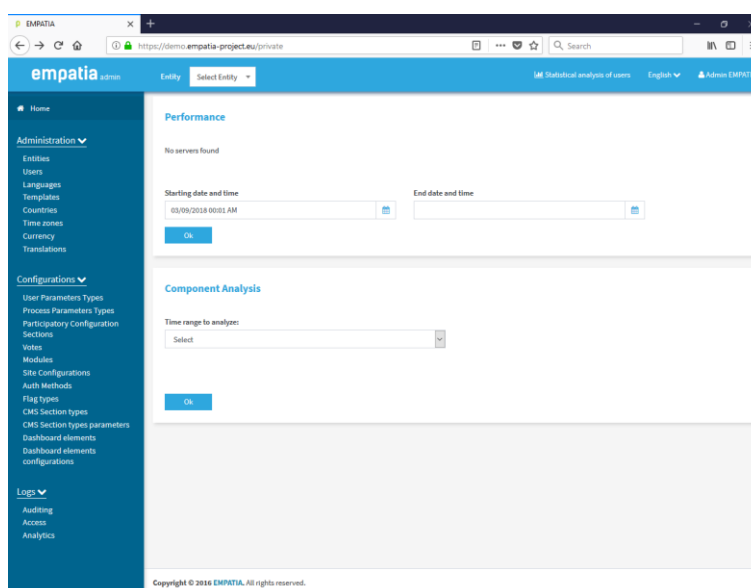 EMPATIA
https://demo.empatia-project.eu/private
Search
empatia admin
Entity
Select Entity
Statistical analysis of users
English
Admin EMPATI
Home
Administration
Entities
Users
Languages
Templates
Countries
Time zones
Currency
Translations
Configurations
User Parameters Types
Process Parameters Types
Participatory Configuration
Sections
Votes
Modules
Site Configurations
Auth Methods
Flag types
CMS Section types
CMS Section types parameters
Dashboard elements
Dashboard elements
configurations
Logs
Auditing
Access
Analytics
Performance
No servers found
Starting date and time
End date and time
03/09/2018 00:01 AM
Ok
Component Analysis
Time range to analyze:
Select
Ok
Copyright © 2016 EMPATIA. All rights reserved.